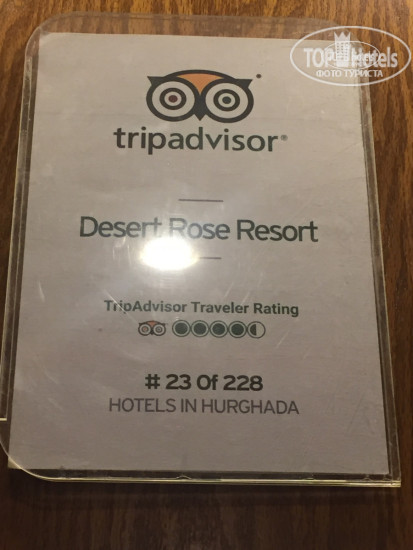 TOP Hotels
ФОТО ТУРИСТА
tripadvisor®
Desert Rose Resort
TripAdvisor Traveler Rating
# 23 Of 228
HOTELS IN HURGHADA